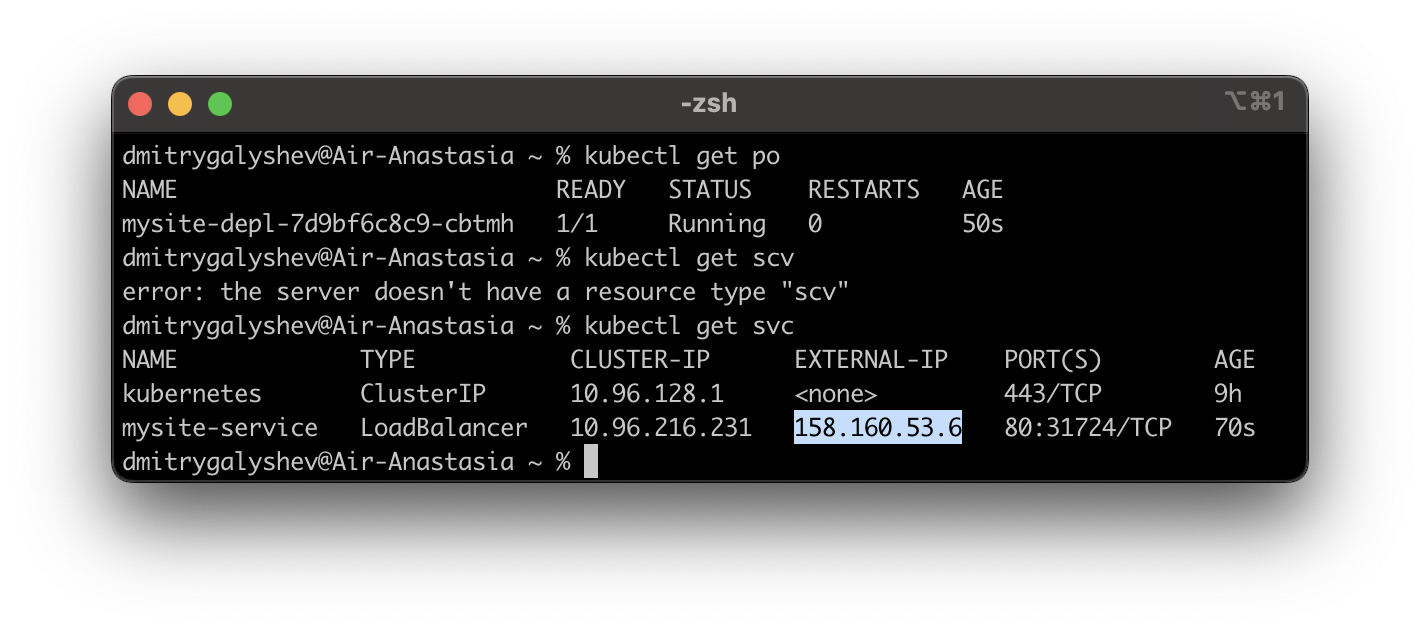 -zsh
⌥⌘1
dmitrygalyshev@Air-Anastasia ~ % kubectl get po
NAME                           READY   STATUS    RESTARTS   AGE
mysite-depl-7d9bf6c8c9-cbtmh   1/1     Running   0          50s
dmitrygalyshev@Air-Anastasia ~ % kubectl get scv
error: the server doesn't have a resource type "scv"
dmitrygalyshev@Air-Anastasia ~ % kubectl get svc
NAME             TYPE           CLUSTER-IP      EXTERNAL-IP    PORT(S)        AGE
kubernetes       ClusterIP      10.96.128.1     <none>         443/TCP        9h
mysite-service   LoadBalancer   10.96.216.231   158.160.53.6   80:31724/TCP   70s
dmitrygalyshev@Air-Anastasia ~ %